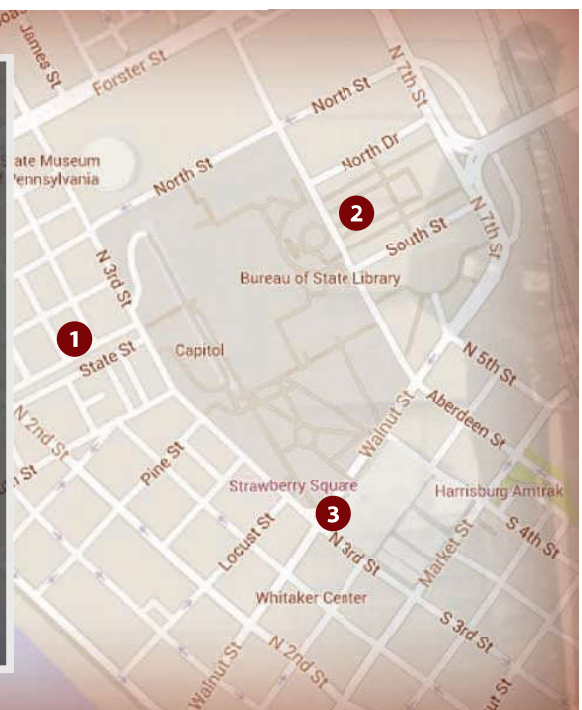 James St
Forster St
North St
N 7th St
ate Museum
Pennsylvania
North Dr
North St
2
South St
N 7th St
N 3rd St
Bureau of State Library
1
State St
Capitol
N 5th St
N 2nd St
Walnut St
Aberdeen St
Pine St
Strawberry Square
Harrisburg Amtrak
3
Locust St
N 3rd St
Market St
S 4th St
Whitaker Center
S 3rd St
Walnut St
N 2nd St
ut St